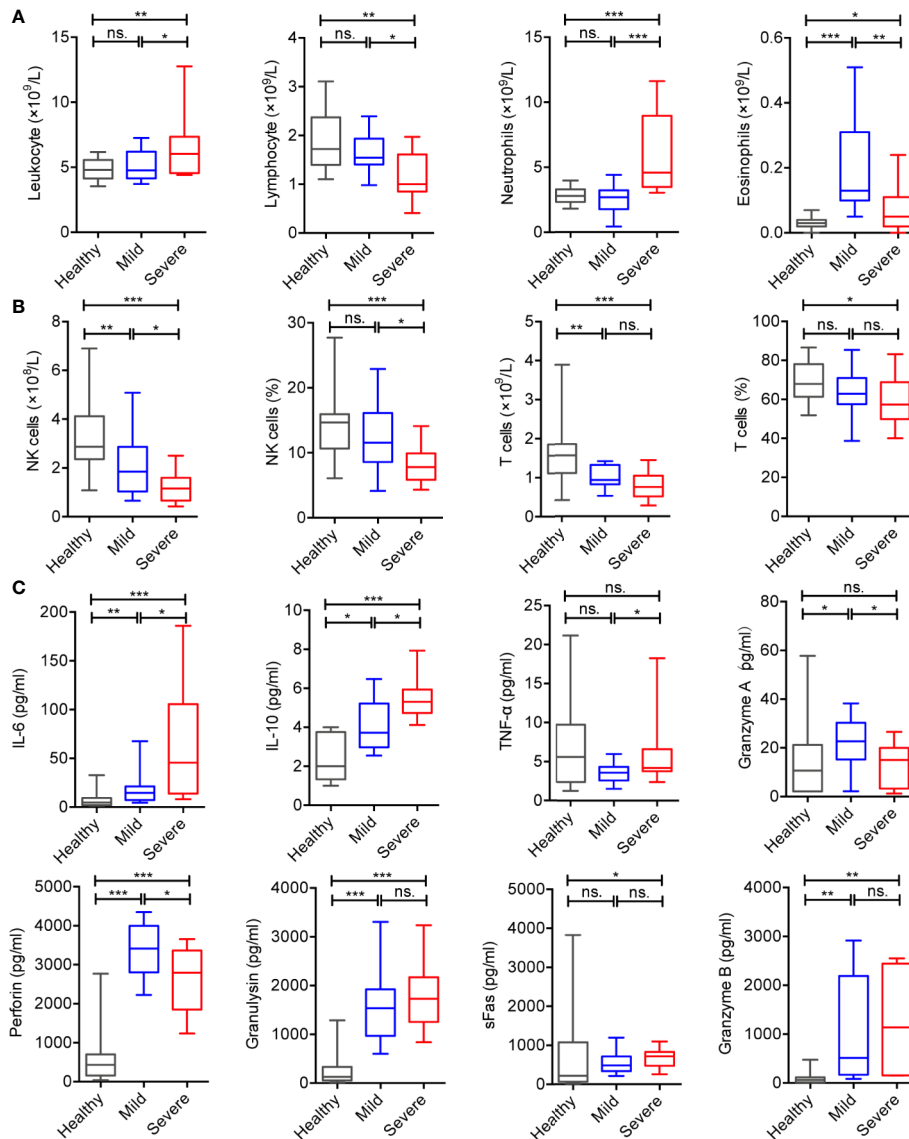 A
Leukocyte (×10⁹/L)
15
10
5
0
**
ns.
*
Healthy
Mild
Severe
Lymphocyte (×10⁹/L)
4
3
2
1
0
**
ns.
*
Healthy
Mild
Severe
Neutrophils (×10⁹/L)
15
10
5
0
***
ns.
***
Healthy
Mild
Severe
Eosinophils (×10⁹/L)
0.6
0.4
0.2
0.0
*
***
**
Healthy
Mild
Severe
B
NK cells (×10⁸/L)
8
6
4
2
0
***
**
*
Healthy
Mild
Severe
NK cells (%)
30
20
10
0
***
ns.
*
Healthy
Mild
Severe
T cells (×10⁹/L)
5
4
3
2
1
0
***
**
ns.
Healthy
Mild
Severe
T cells (%)
100
80
60
40
20
0
*
ns.
ns.
Healthy
Mild
Severe
C
IL-6 (pg/ml)
200
150
100
50
0
***
**
*
Healthy
Mild
Severe
IL-10 (pg/ml)
10
8
6
4
2
0
***
*
*
Healthy
Mild
Severe
TNF-α (pg/ml)
25
20
15
10
5
0
ns.
ns.
*
Healthy
Mild
Severe
Granzyme A pg/ml)
80
60
40
20
0
ns.
*
*
Healthy
Mild
Severe
Perforin (pg/ml)
5000
4000
3000
2000
1000
0
***
***
*
Healthy
Mild
Severe
Granulysin (pg/ml)
4000
3000
2000
1000
0
***
***
ns.
Healthy
Mild
Severe
sFas (pg/ml)
5000
4000
3000
2000
1000
0
*
ns.
ns.
Healthy
Mild
Severe
Granzyme B (pg/ml)
4000
3000
2000
1000
0
**
**
ns.
Healthy
Mild
Severe